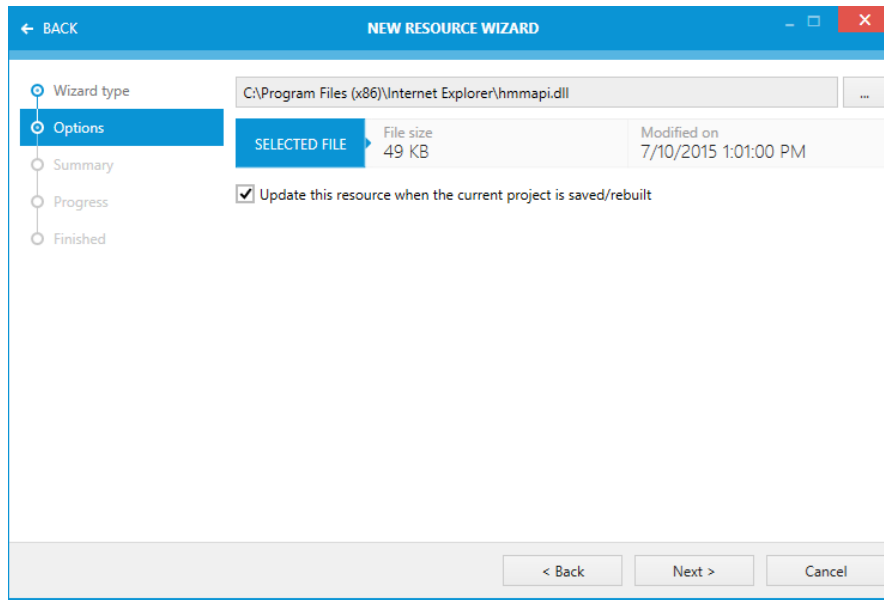 BACK
NEW RESOURCE WIZARD
Wizard type
Options
Summary
Progress
Finished
C:\Program Files (x86)\Internet Explorer\hmmapi.dll
...
SELECTED FILE
File size
49 KB
Modified on
7/10/2015 1:01:00 PM
Update this resource when the current project is saved/rebuilt
< Back
Next >
Cancel